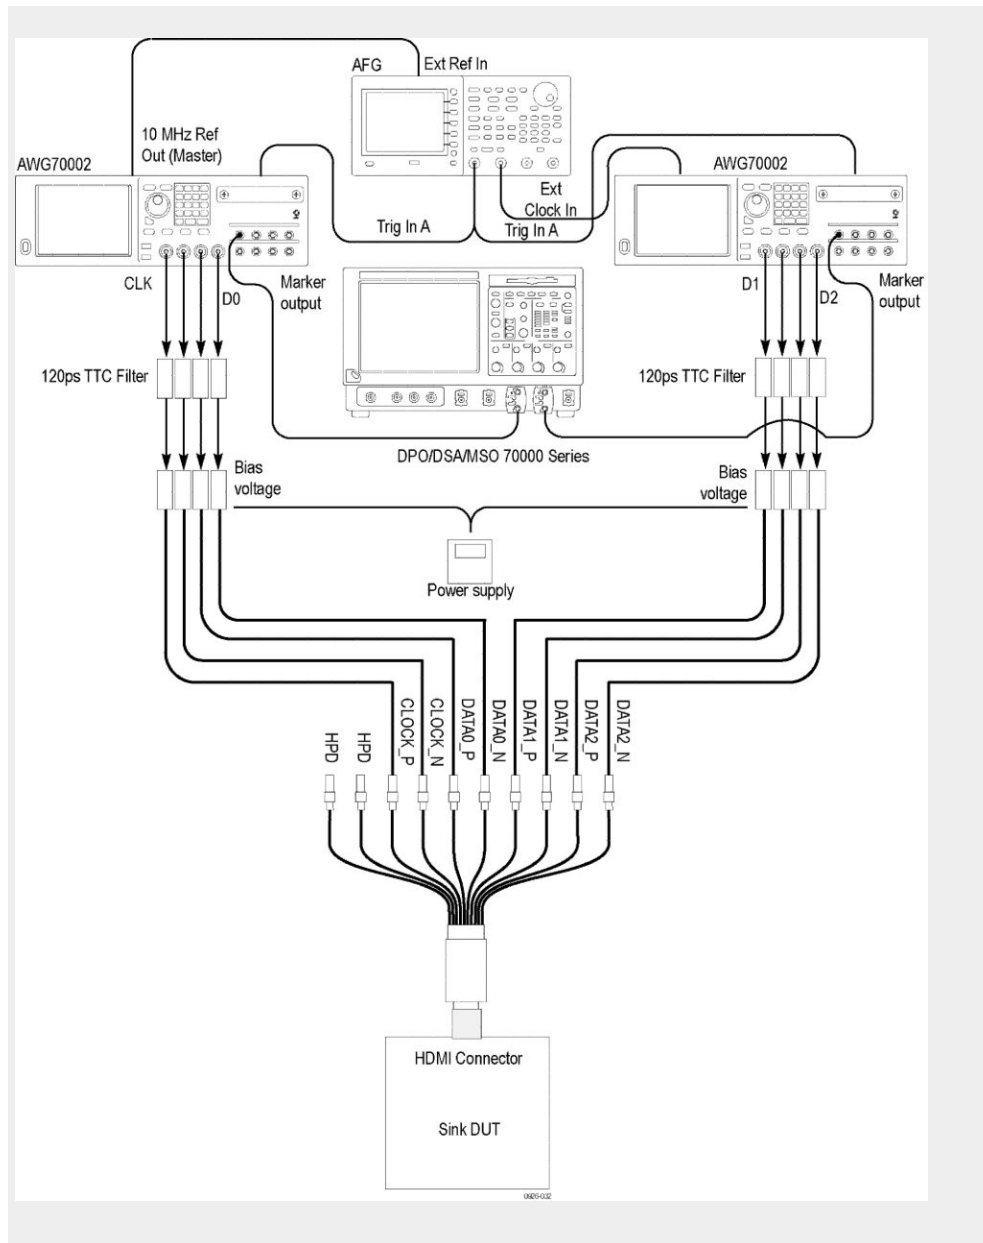 AFG
Ext Ref In
10 MHz Ref
Out (Master)
AWG70002
AWG70002
Ext
Clock In
Trig In A
Trig In A
CLK
D0
Marker
output
D1
D2
Marker
output
120ps TTC Filter
120ps TTC Filter
DPO/DSA/MSO 70000 Series
Bias
voltage
Bias
voltage
Power supply
HPD
HPD
CLOCK_P
CLOCK_N
DATA0_P
DATA0_N
DATA1_P
DATA1_N
DATA2_P
DATA2_N
HDMI Connector
Sink DUT
0926-032